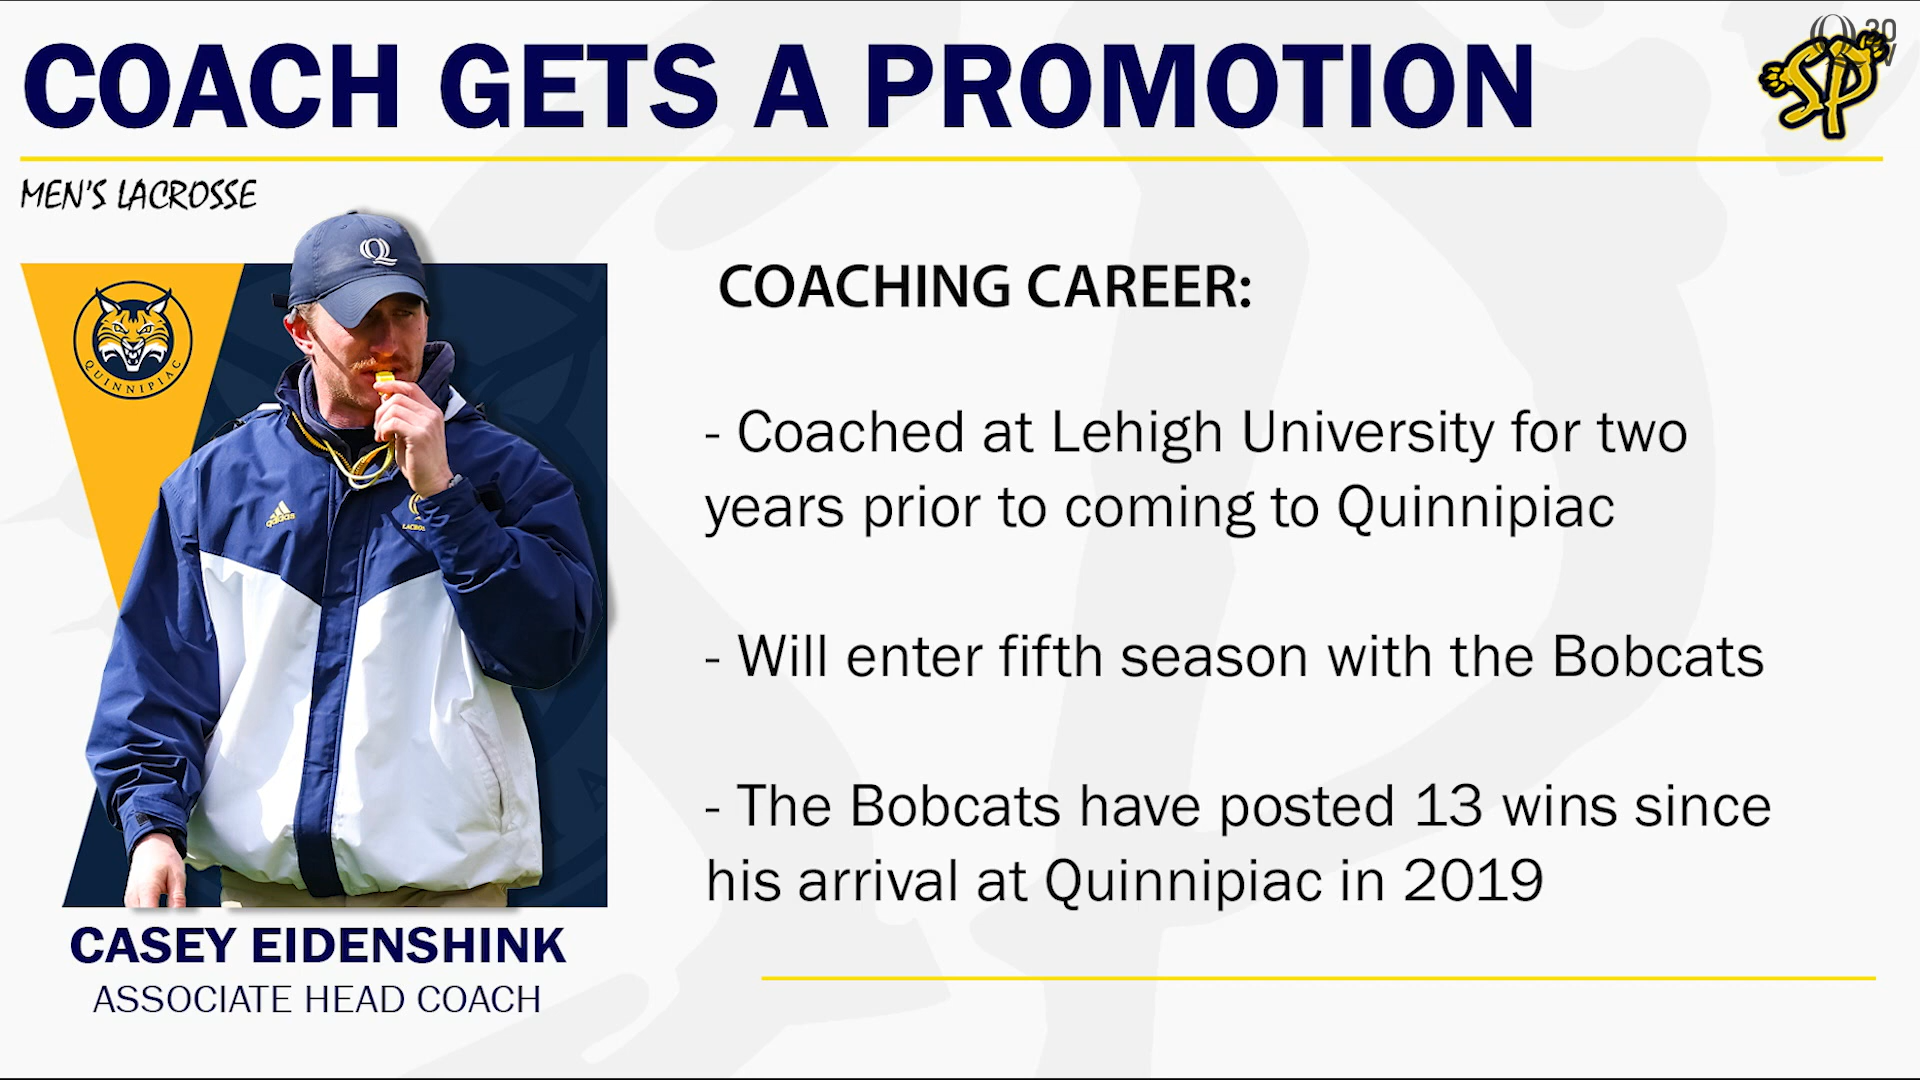 COACH GETS A PROMOTION
SP
MEN'S LACROSSE
Q
QUINNIPIAC
adidas
COACHING CAREER:
- Coached at Lehigh University for two
years prior to coming to Quinnipiac
- Will enter fifth season with the Bobcats
- The Bobcats have posted 13 wins since
his arrival at Quinnipiac in 2019
CASEY EIDENSHINK
ASSOCIATE HEAD COACH